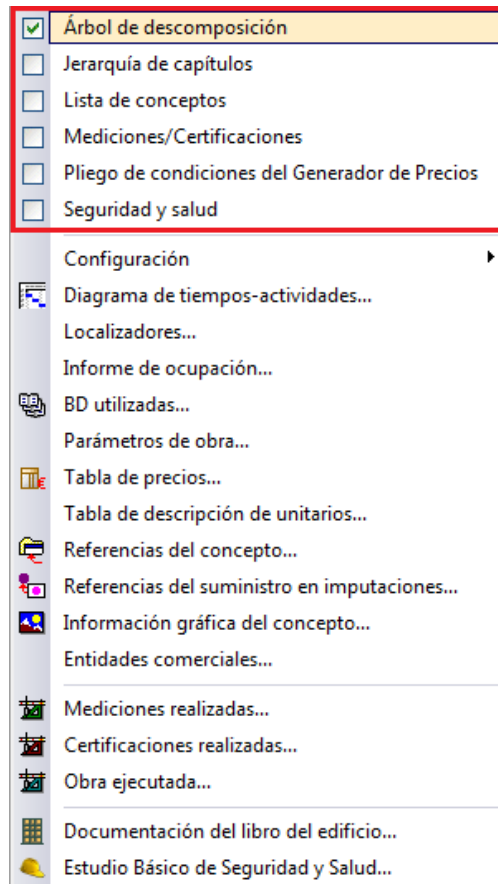 Árbol de descomposición
Jerarquía de capítulos
Lista de conceptos
Mediciones/Certificaciones
Pliego de condiciones del Generador de Precios
Seguridad y salud
Configuración
Diagrama de tiempos-actividades...
Localizadores...
Informe de ocupación...
BD utilizadas...
Parámetros de obra...
Tabla de precios...
Tabla de descripción de unitarios...
Referencias del concepto...
Referencias del suministro en imputaciones...
Información gráfica del concepto...
Entidades comerciales...
Mediciones realizadas...
Certificaciones realizadas...
Obra ejecutada...
Documentación del libro del edificio...
Estudio Básico de Seguridad y Salud...